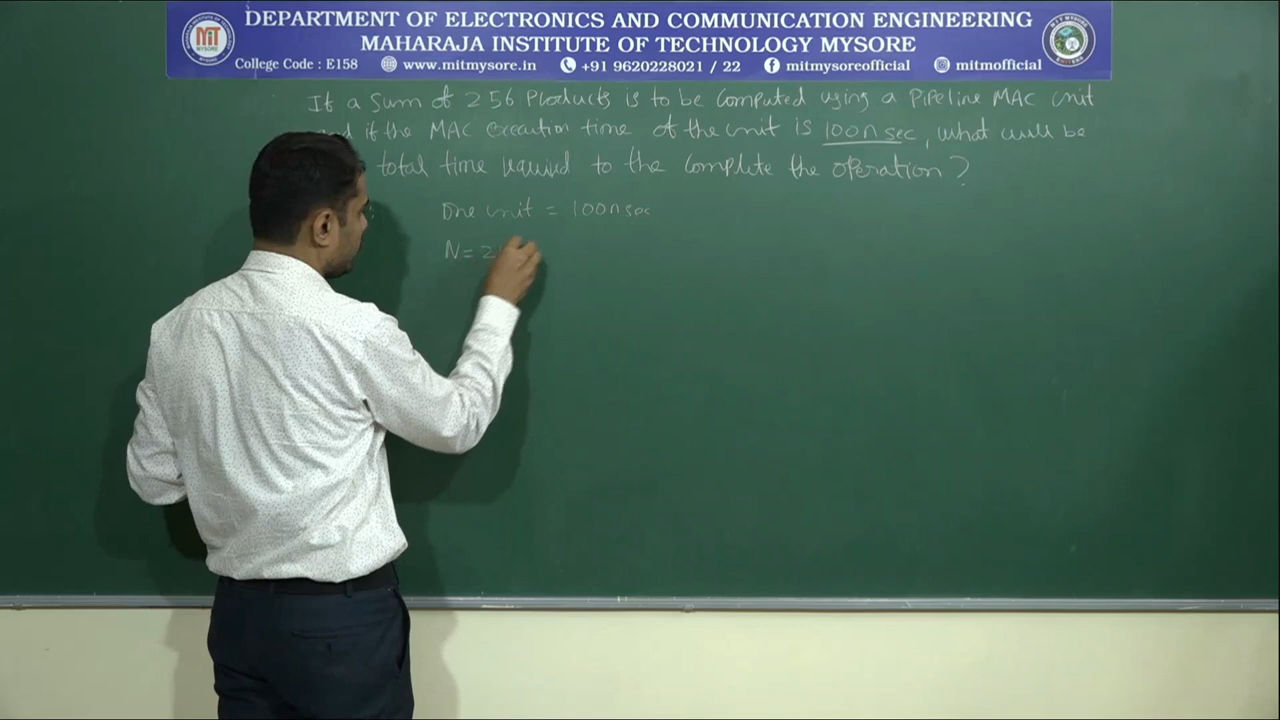 DEPARTMENT OF ELECTRONICS AND COMMUNICATION ENGINEERING
MAHARAJA INSTITUTE OF TECHNOLOGY MYSORE
College Code : E158 www.mitmysore.in +91 9620228021 / 22 mitmysoreofficial mitmofficial
MIT
MYSORE
If a sum of 256 Products is to be computed using a Pipeline MAC unit
if the MAC execution time of the unit is 100nsec, what will be
total time required to the complete the operation?
One unit = 100nsec
N = 2